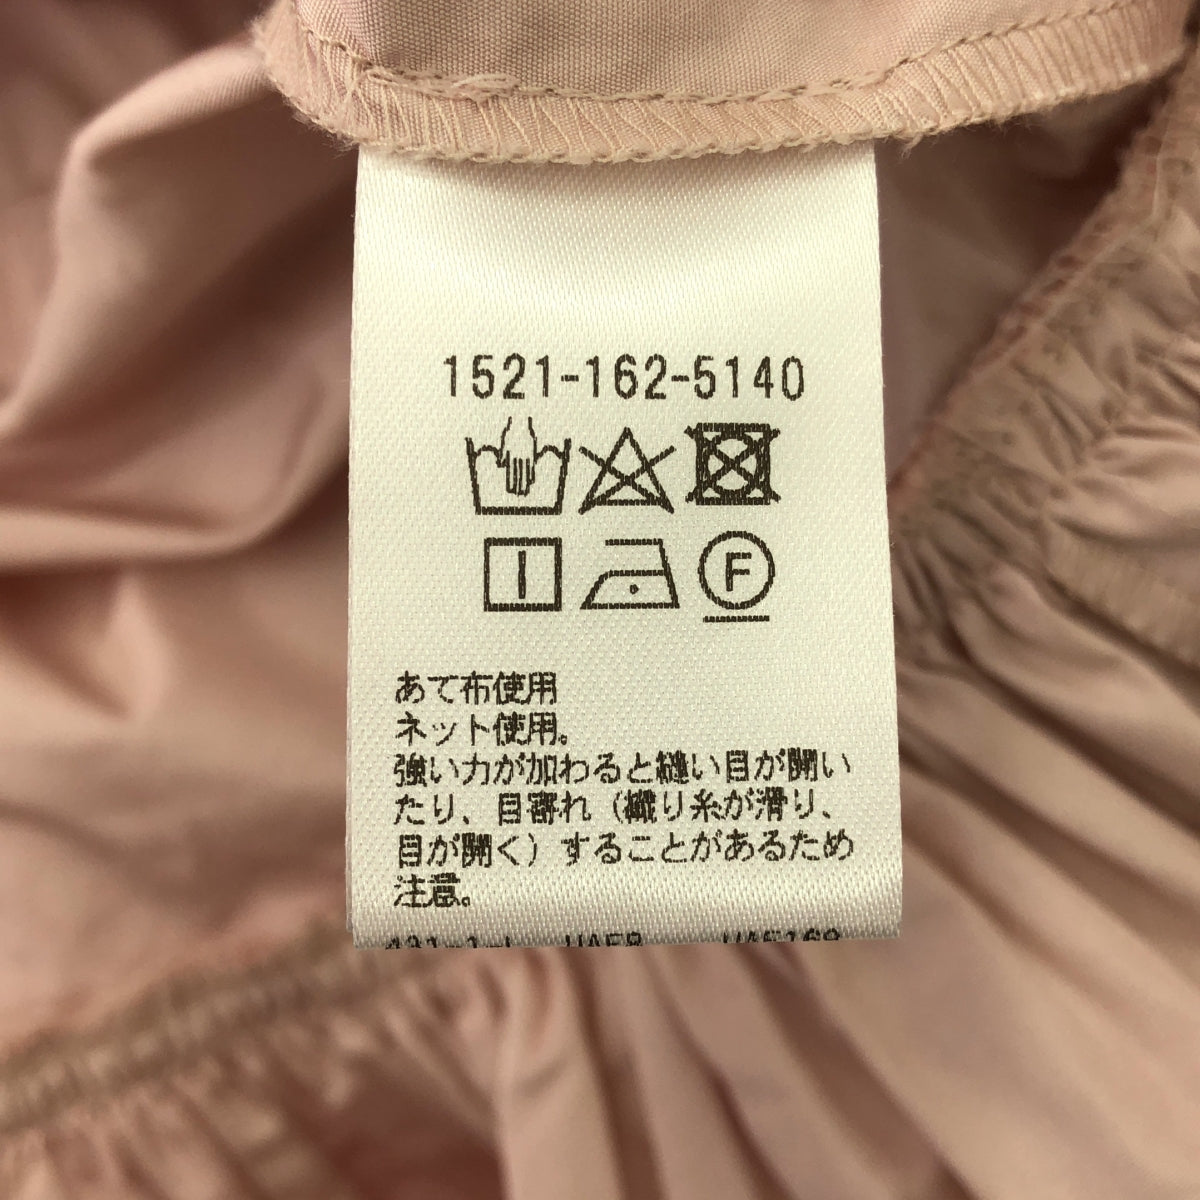 1521-162-5140
F
あて布使用
ネット使用。
強い力が加わると縫い目が開い
たり、目寄れ（織り糸が滑り、
目が開く）することがあるため
注意。